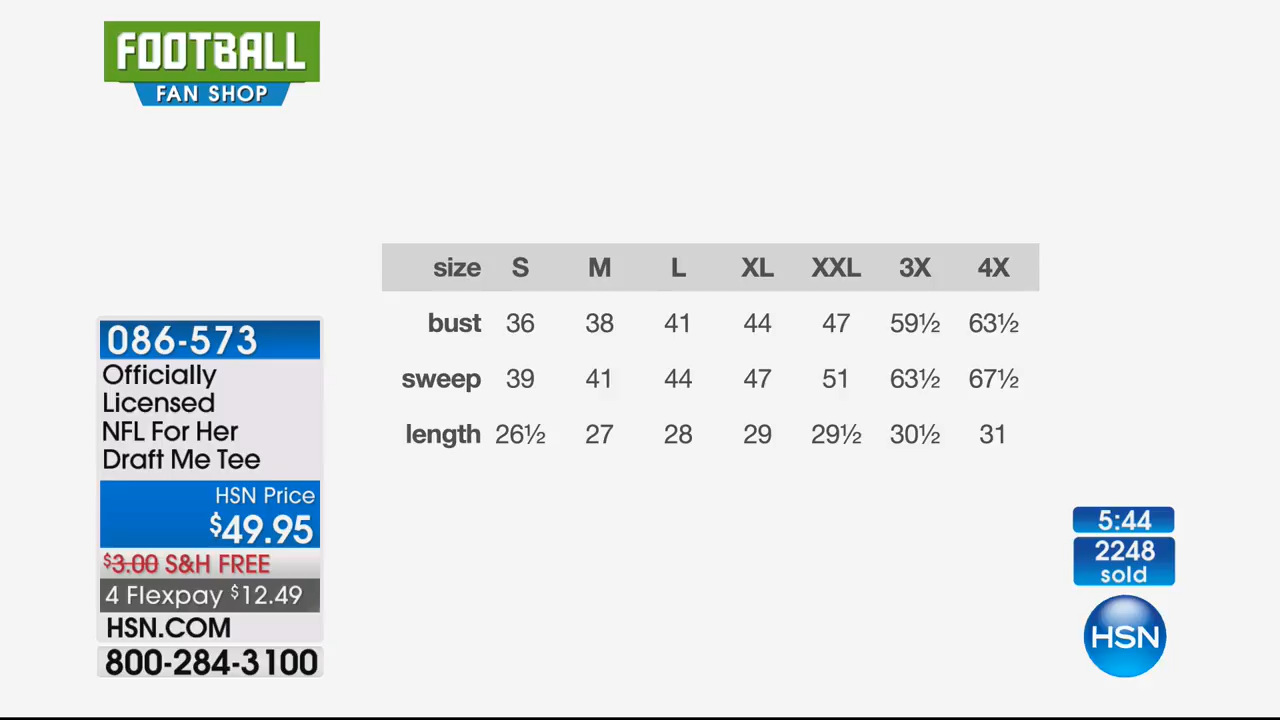 FOOTBALL
FAN SHOP
size S M L XL XXL 3X 4X
bust 36 38 41 44 47 59½ 63½
sweep 39 41 44 47 51 63½ 67½
length 26½ 27 28 29 29½ 30½ 31
086-573
Officially
Licensed
NFL For Her
Draft Me Tee
HSN Price
$49.95
$3.00 S&H FREE
4 Flexpay $12.49
HSN.COM
800-284-3100
5:44
2248
sold
HSN